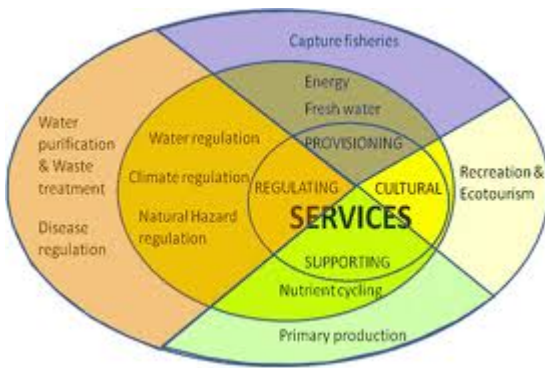 Capture fisheries
Energy
Fresh water
PROVISIONING
Water
purification
& Waste
treatment
Disease
regulation
Water regulation
Climate regulation
Natural Hazard
regulation
REGULATING
CULTURAL
Recreation &
Ecotourism
SERVICES
SUPPORTING
Nutrient cycling
Primary production